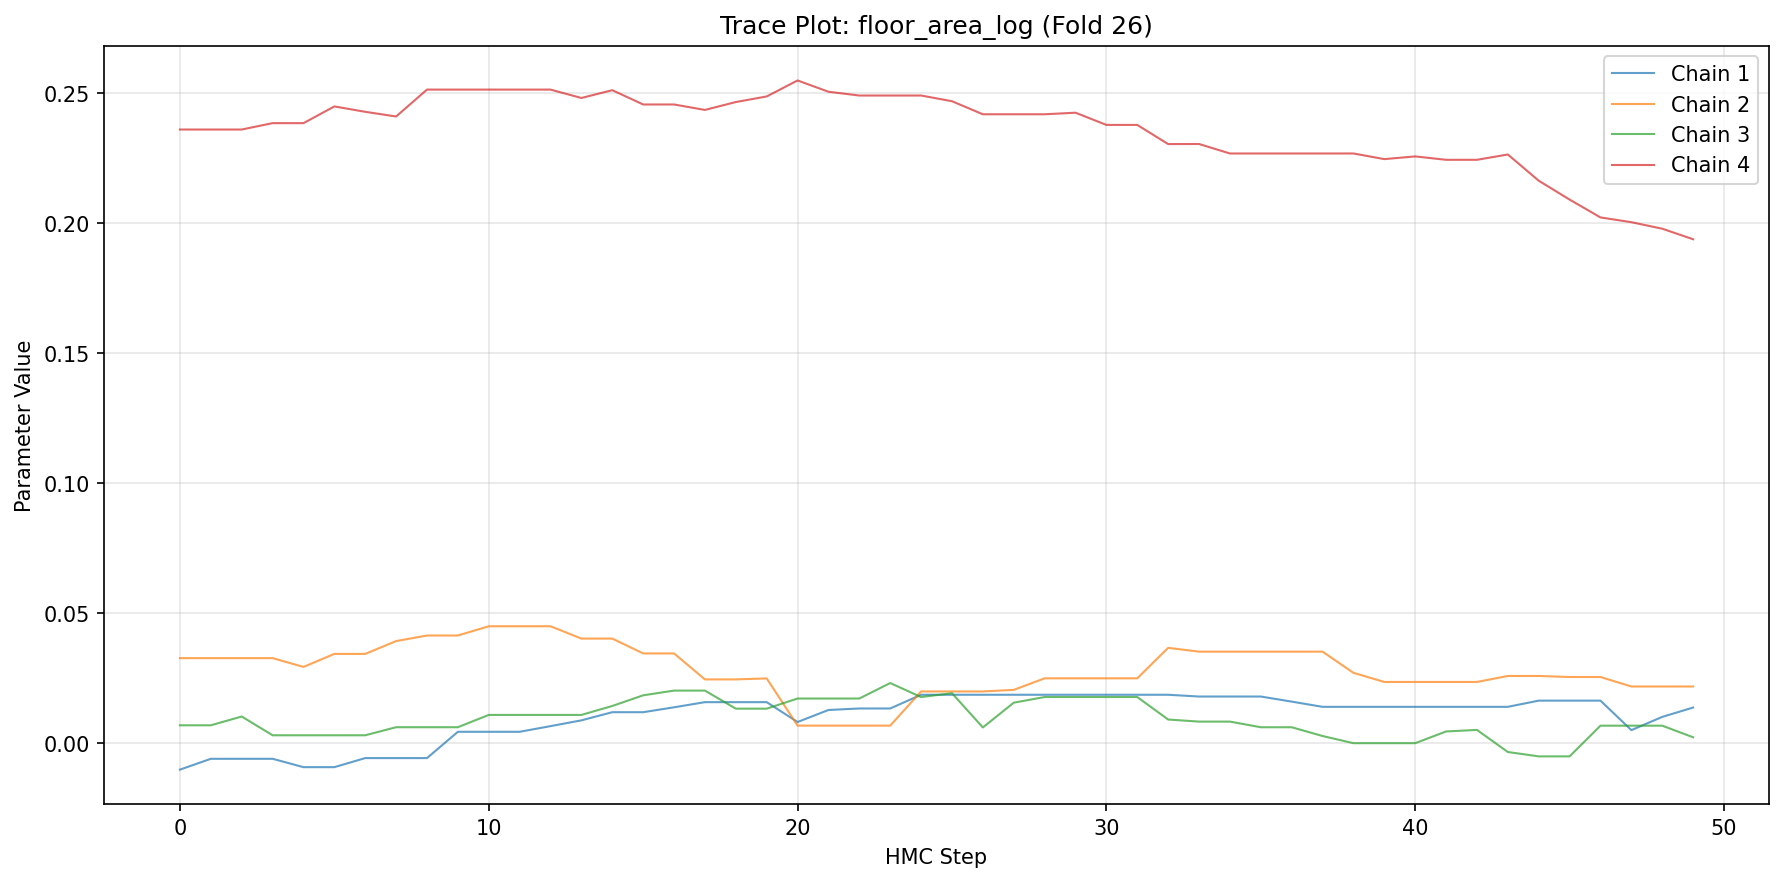 Trace Plot: floor_area_log (Fold 26)
Chain 1
Chain 2
Chain 3
Chain 4
0.25
0.20
0.15
0.10
0.05
0.00
Parameter Value
0 10 20 30 40 50
HMC Step